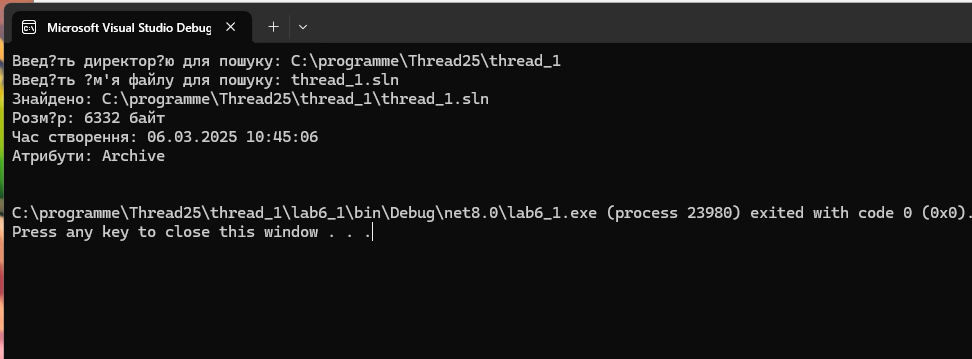 Microsoft Visual Studio Debug
Введ?ть директор?ю для пошуку: C:\programme\Thread25\thread_1
Введ?ть ?м'я файлу для пошуку: thread_1.sln
Знайдено: C:\programme\Thread25\thread_1\thread_1.sln
Розм?р: 6332 байт
Час створення: 06.03.2025 10:45:06
Атрибути: Archive
C:\programme\Thread25\thread_1\lab6_1\bin\Debug\net8.0\lab6_1.exe (process 23980) exited with code 0 (0x0).
Press any key to close this window . . .